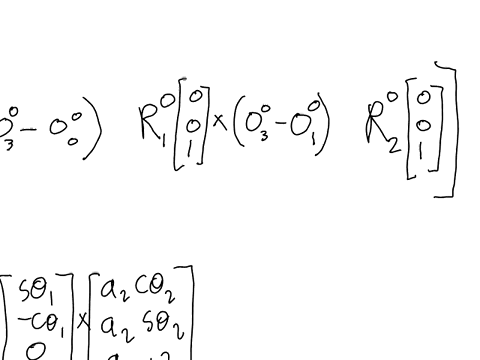 O₃⁰ − O₀⁰) R₁⁰ [0 0 1] × (O₃⁰ − O₁⁰) R₂⁰ [0 0 1]]
[sθ₁ -cθ₁ 0] × [a₂cθ₂ a₂sθ₂